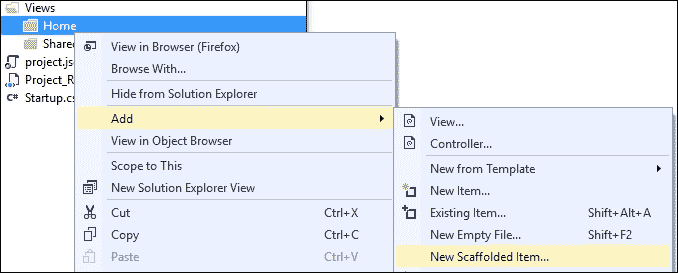 Views
Home
Shared
project.js
Project_R
Startup.cs
View in Browser (Firefox)
Browse With...
Hide from Solution Explorer
Add
View in Object Browser
Scope to This
New Solution Explorer View
Cut Ctrl+X
Copy Ctrl+C
Paste Ctrl+V
View...
Controller...
New from Template
New Item...
Existing Item... Shift+Alt+A
New Empty File... Shift+F2
New Scaffolded Item...